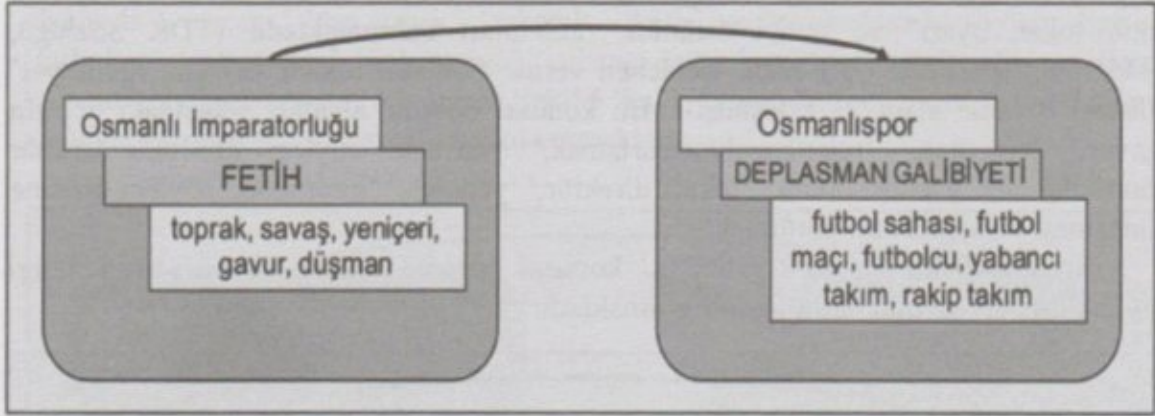 Osmanlı İmparatorluğu
FETİH
toprak, savaş, yeniçeri,
gavur, düşman
Osmanlıspor
DEPLASMAN GALİBİYETİ
futbol sahası, futbol
maçı, futbolcu, yabancı
takım, rakip takım